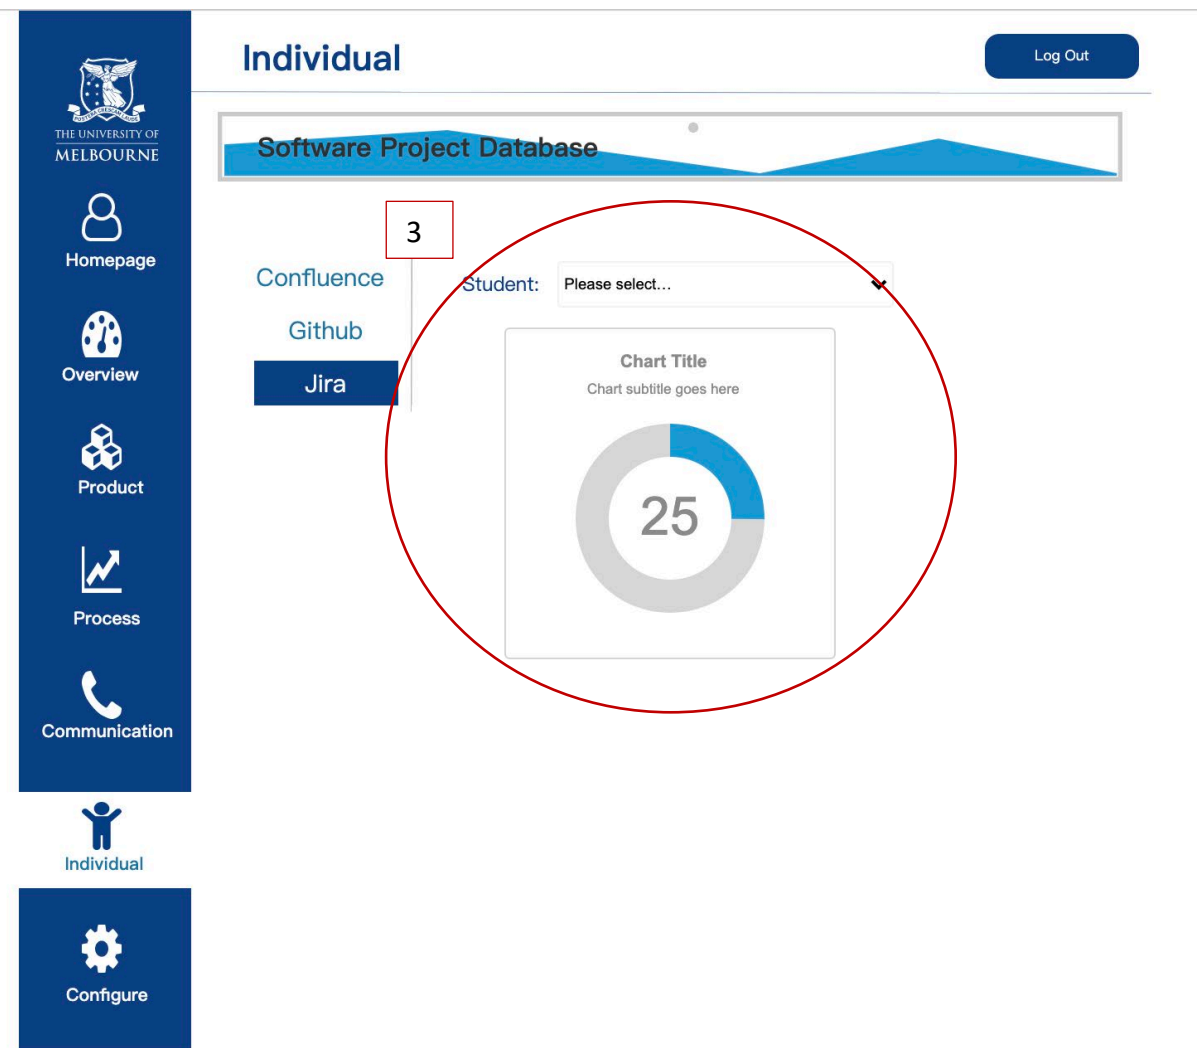 Individual
Log Out
THE UNIVERSITY OF
MELBOURNE
Software Project Database
Homepage
3
Confluence
Student:
Please select...
Github
Overview
Chart Title
Jira
Chart subtitle goes here
Product
25
Process
Communication
Individual
Configure